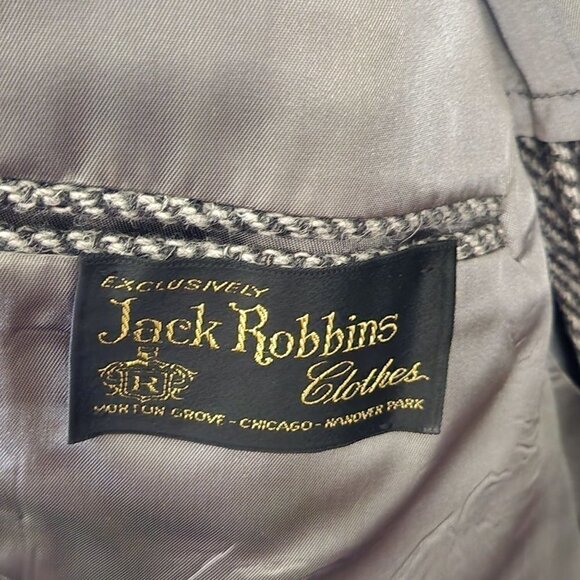 EXCLUSIVELY
Jack Robbins
R
Clothes
MORTON GROVE - CHICAGO - HANOVER PARK